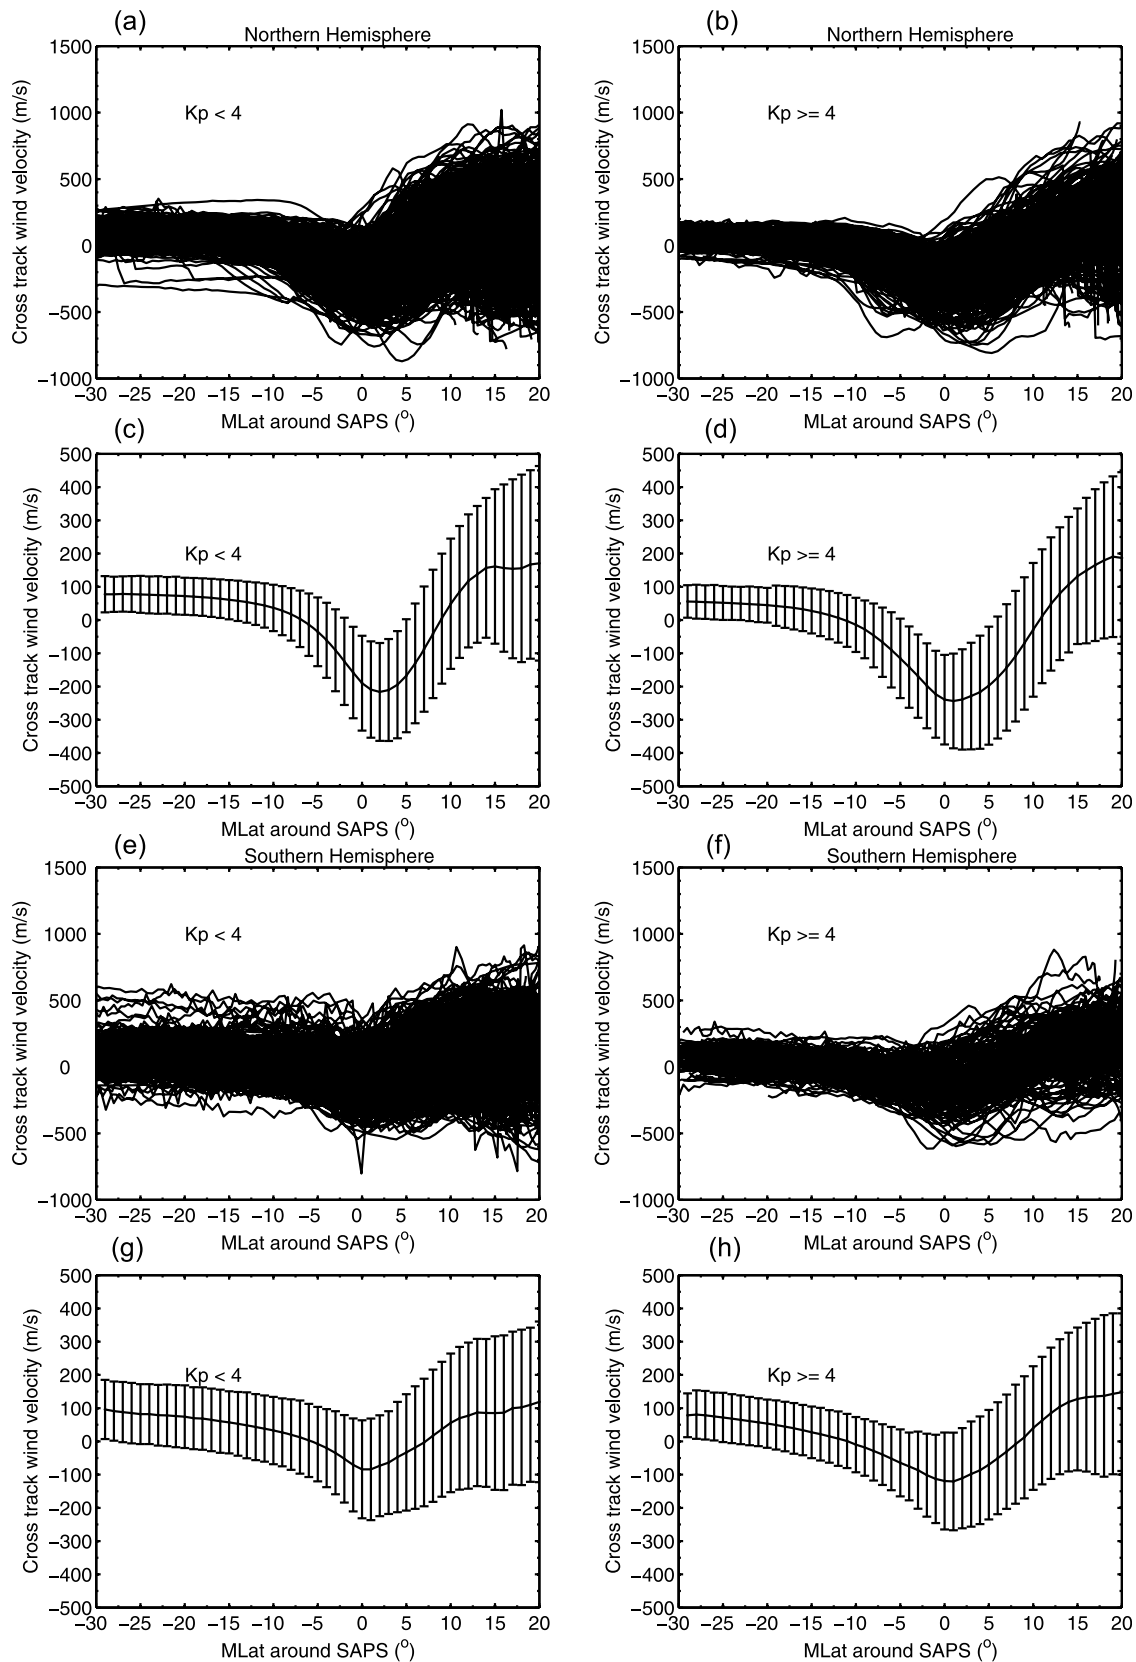 (a)
Northern Hemisphere
1500
1000
500
0
−500
−1000
Cross track wind velocity (m/s)
Kp < 4
−30 −25 −20 −15 −10 −5 0 5 10 15 20
MLat around SAPS (o)
(b)
Northern Hemisphere
1500
1000
500
0
−500
−1000
Cross track wind velocity (m/s)
Kp >= 4
−30 −25 −20 −15 −10 −5 0 5 10 15 20
MLat around SAPS (o)
(c)
500
400
300
200
100
0
−100
−200
−300
−400
−500
Cross track wind velocity (m/s)
Kp < 4
−30 −25 −20 −15 −10 −5 0 5 10 15 20
MLat around SAPS (o)
(d)
500
400
300
200
100
0
−100
−200
−300
−400
−500
Cross track wind velocity (m/s)
Kp >= 4
−30 −25 −20 −15 −10 −5 0 5 10 15 20
MLat around SAPS (o)
(e)
Southern Hemisphere
1500
1000
500
0
−500
−1000
Cross track wind velocity (m/s)
Kp < 4
−30 −25 −20 −15 −10 −5 0 5 10 15 20
MLat around SAPS (o)
(f)
Southern Hemisphere
1500
1000
500
0
−500
−1000
Cross track wind velocity (m/s)
Kp >= 4
−30 −25 −20 −15 −10 −5 0 5 10 15 20
MLat around SAPS (o)
(g)
500
400
300
200
100
0
−100
−200
−300
−400
−500
Cross track wind velocity (m/s)
Kp < 4
−30 −25 −20 −15 −10 −5 0 5 10 15 20
MLat around SAPS (o)
(h)
500
400
300
200
100
0
−100
−200
−300
−400
−500
Cross track wind velocity (m/s)
Kp >= 4
−30 −25 −20 −15 −10 −5 0 5 10 15 20
MLat around SAPS (o)